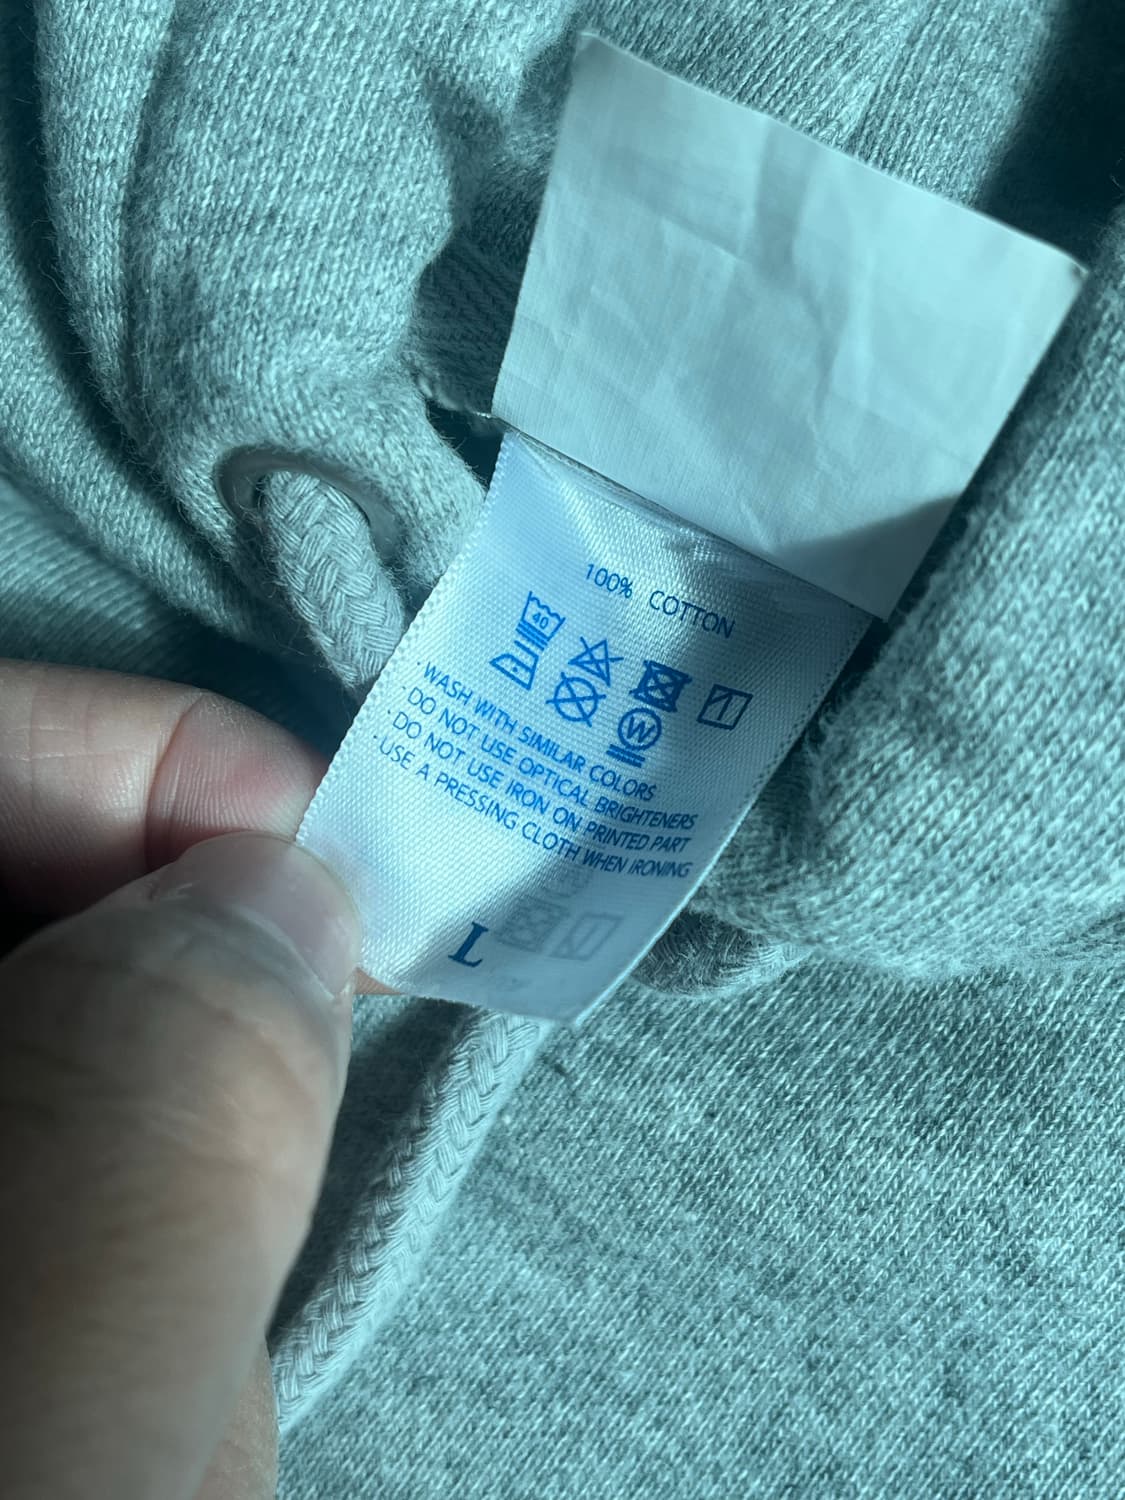 100% COTTON
40
W
· WASH WITH SIMILAR COLORS
· DO NOT USE OPTICAL BRIGHTENERS
· DO NOT USE IRON ON PRINTED PART
· USE A PRESSING CLOTH WHEN IRONING
L